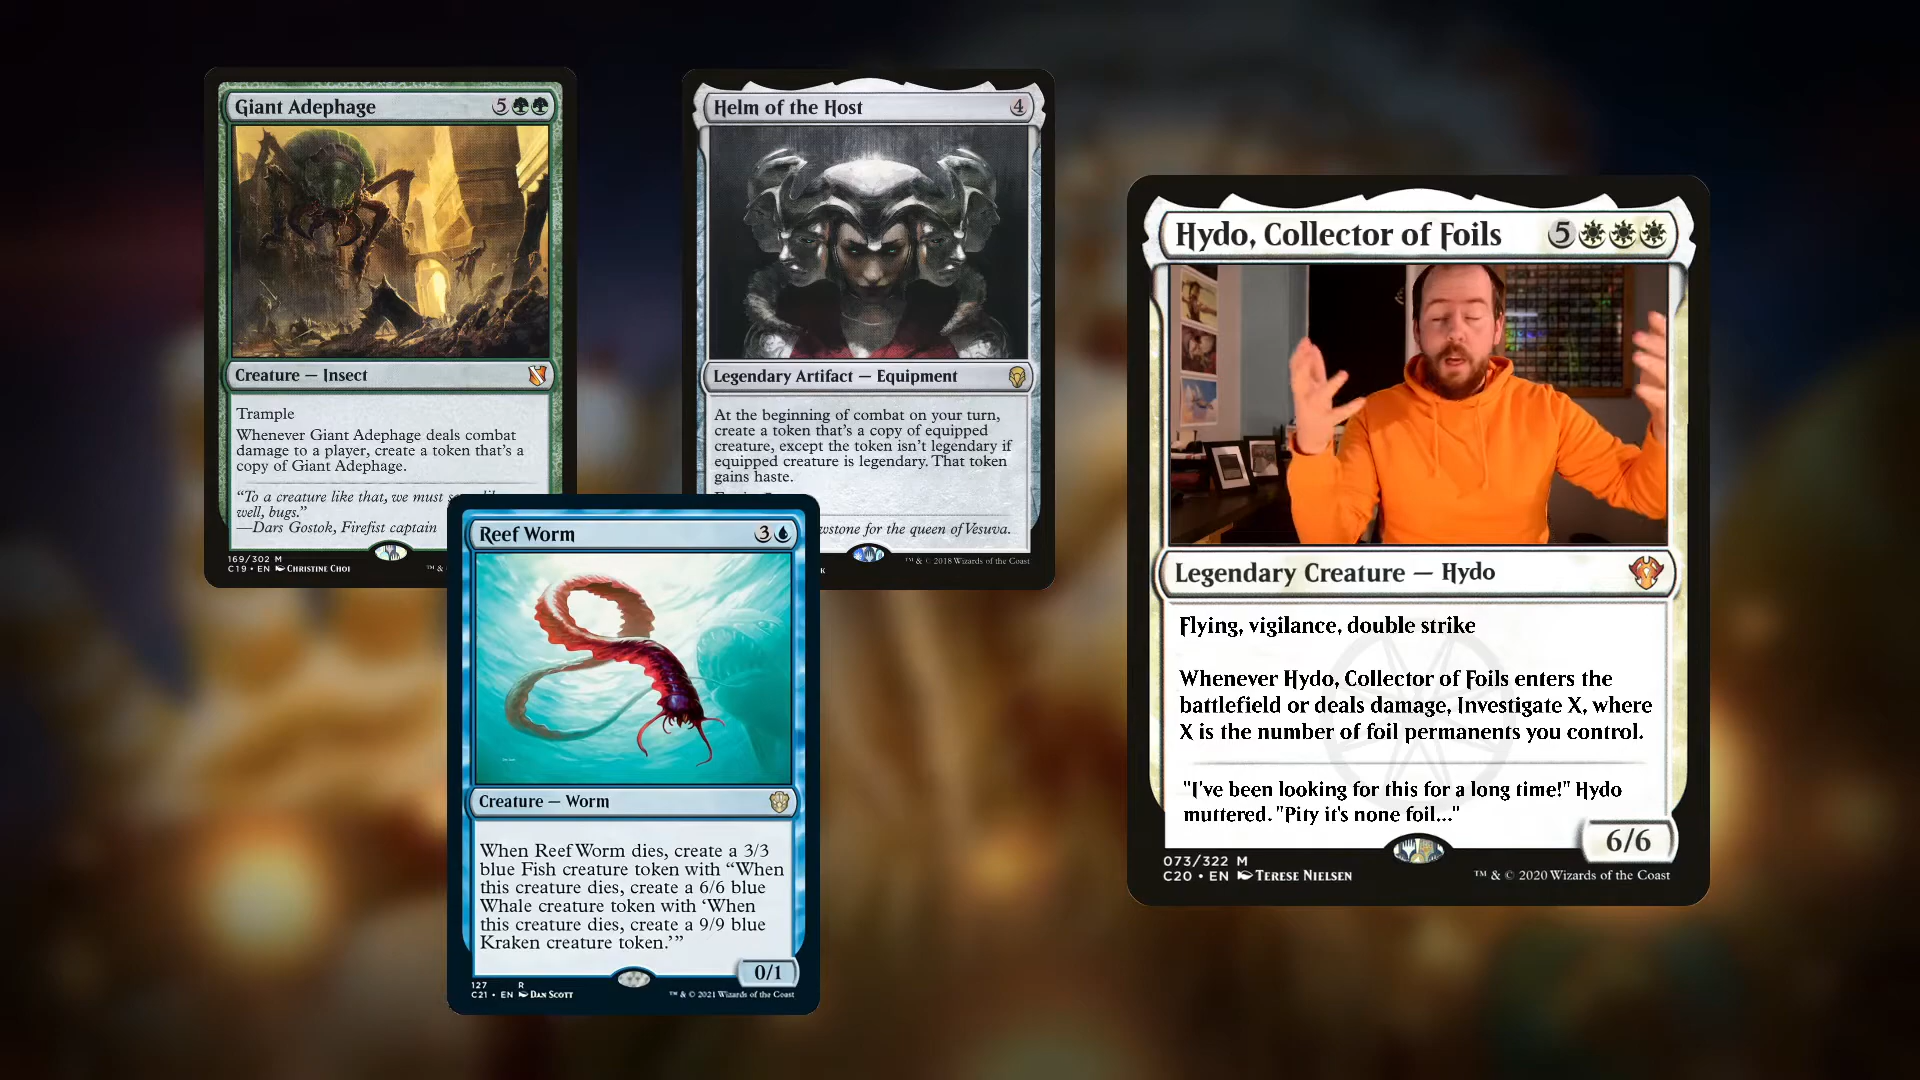 Giant Adephage 5
Creature — Insect
Trample
Whenever Giant Adephage deals combat
damage to a player, create a token that's a
copy of Giant Adephage.
“To a creature like that, we must
well, bugs.”
—Dars Gostok, Firefist captain
169/302 M
C19 • EN CHRISTINE CHOI
™ &
Helm of the Host 4
Legendary Artifact — Equipment
At the beginning of combat on your turn,
create a token that's a copy of equipped
creature, except the token isn't legendary if
equipped creature is legendary. That token
gains haste.
for the queen of Vesuva.
™ & © 2018 Wizards of the Coast
Reef Worm 3
Creature — Worm
When Reef Worm dies, create a 3/3
blue Fish creature token with “When
this creature dies, create a 6/6 blue
Whale creature token with ‘When
this creature dies, create a 9/9 blue
Kraken creature token.’”
0/1
127 R
C21 • EN DAN SCOTT
™ & © 2021 Wizards of the Coast
Hydo, Collector of Foils 5
Legendary Creature — Hydo
Flying, vigilance, double strike
Whenever Hydo, Collector of Foils enters the
battlefield or deals damage, Investigate X, where
X is the number of foil permanents you control.
"I've been looking for this for a long time!" Hydo
muttered. "Pity it's none foil..."
6/6
073/322 M
C20 • EN TERESE NIELSEN
™ & © 2020 Wizards of the Coast